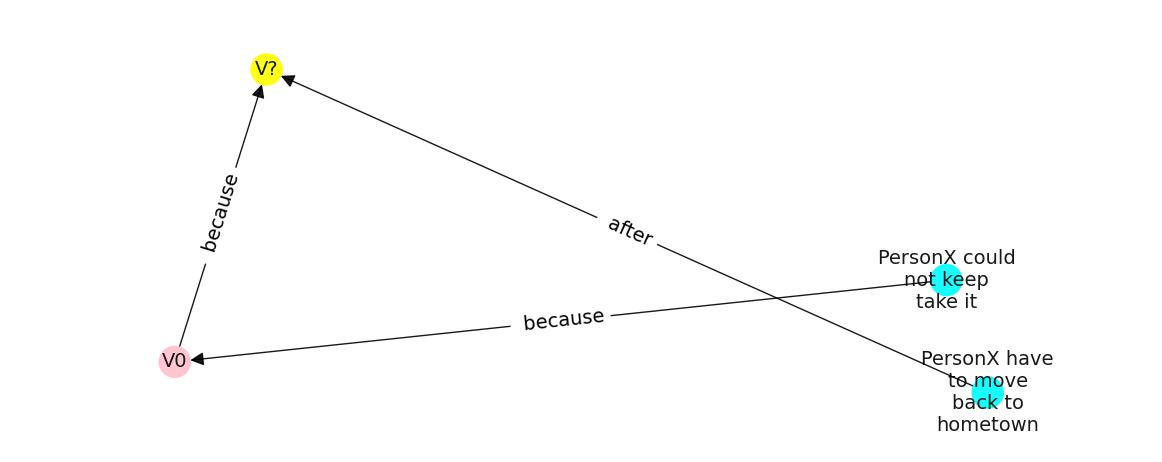 V?
because
after
PersonX could
not keep
take it
because
V0
PersonX have
to move
back to
hometown